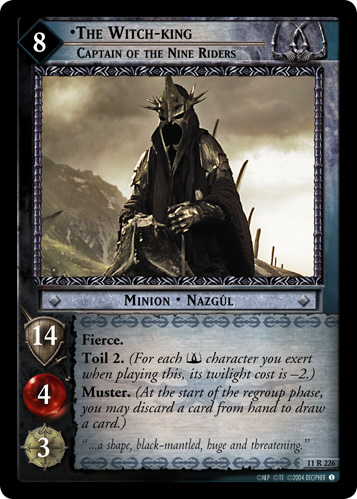 8
•The Witch-king
Captain of the Nine Riders
Minion • Nazgûl
14
4
3
Fierce.
Toil 2. (For each character you exert
when playing this, its twilight cost is –2.)
Muster. (At the start of the regroup phase,
you may discard a card from hand to draw
a card.)
“...a shape, black-mantled, huge and threatening.”
11 R 226
©NLP ©TE ©2004 DECIPHER